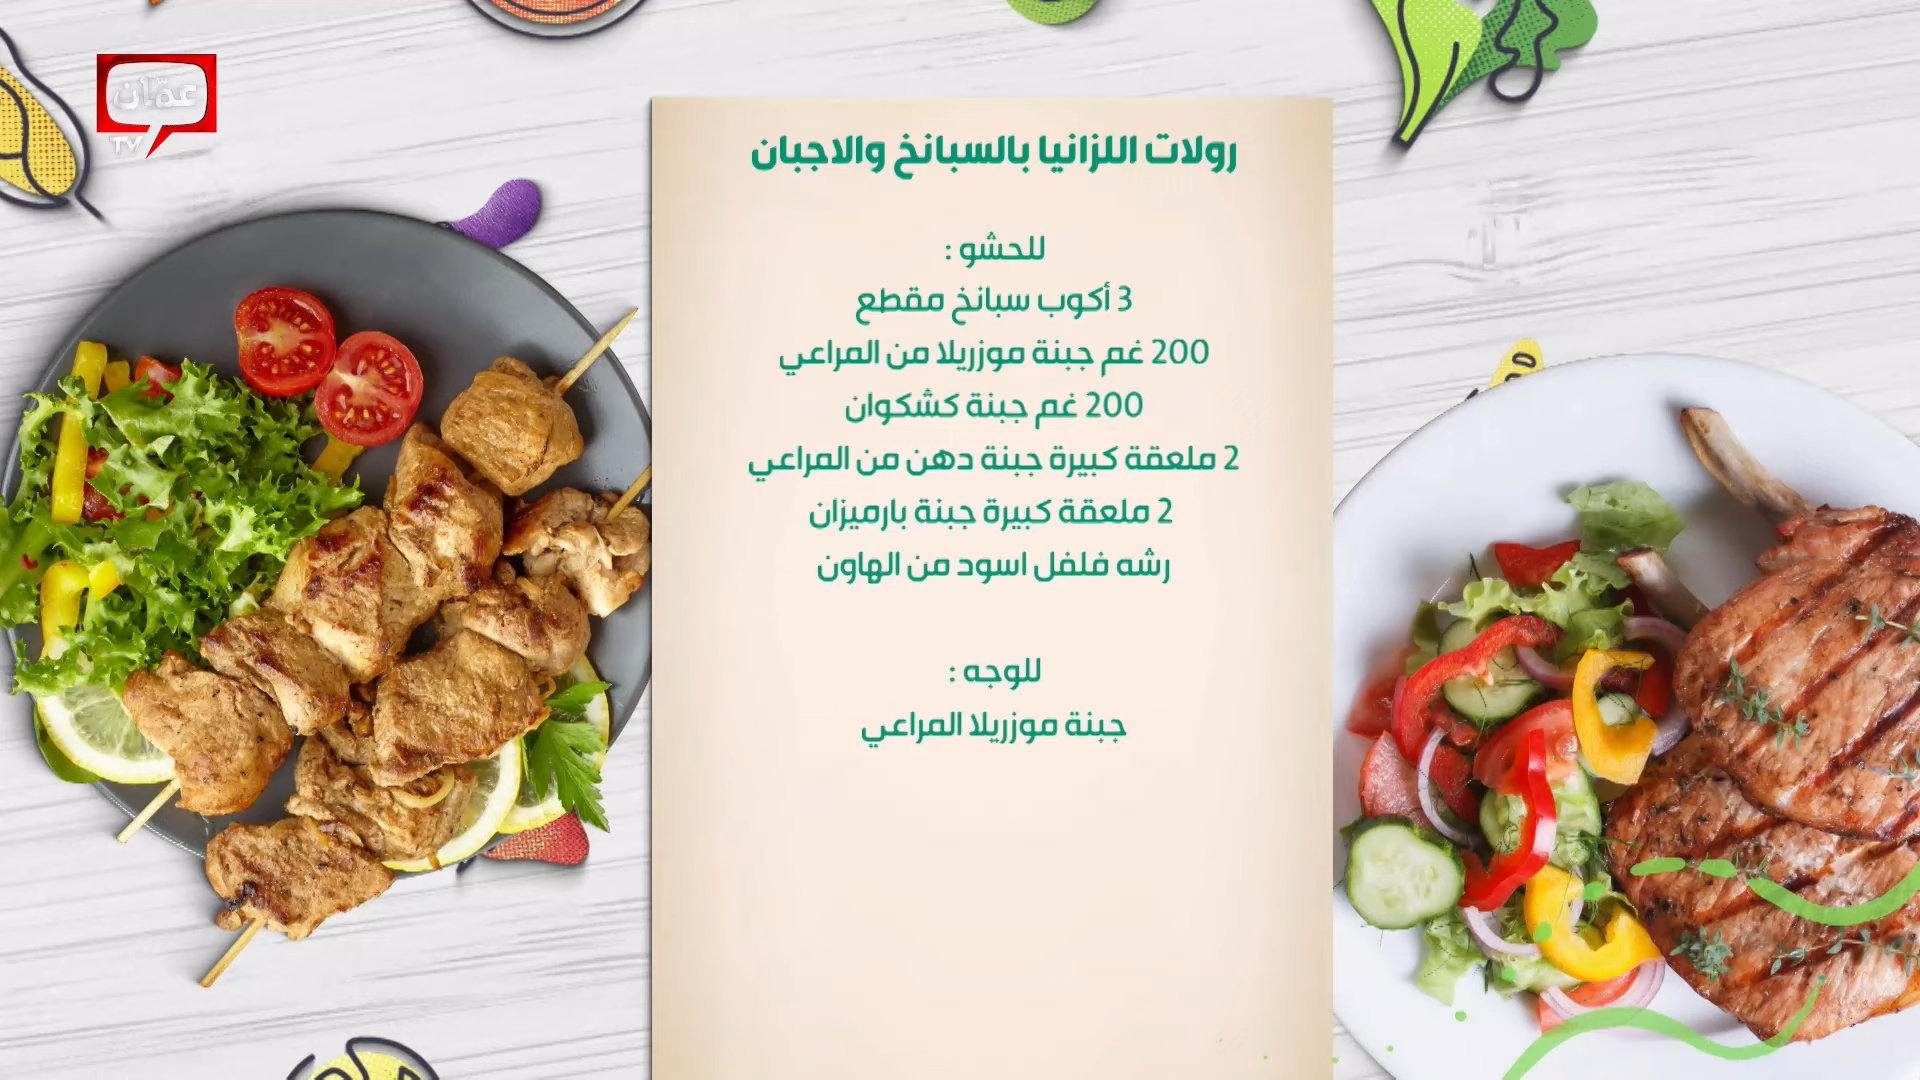 عمّان
TV
رولات اللزانيا بالسبانخ والاجبان
للحشو :
3 أكوب سبانخ مقطع
200 غم جبنة موزريلا من المراعي
200 غم جبنة كشكوان
2 ملعقة كبيرة جبنة دهن من المراعي
2 ملعقة كبيرة جبنة بارميزان
رشه فلفل اسود من الهاون
للوجه :
جبنة موزريلا المراعي